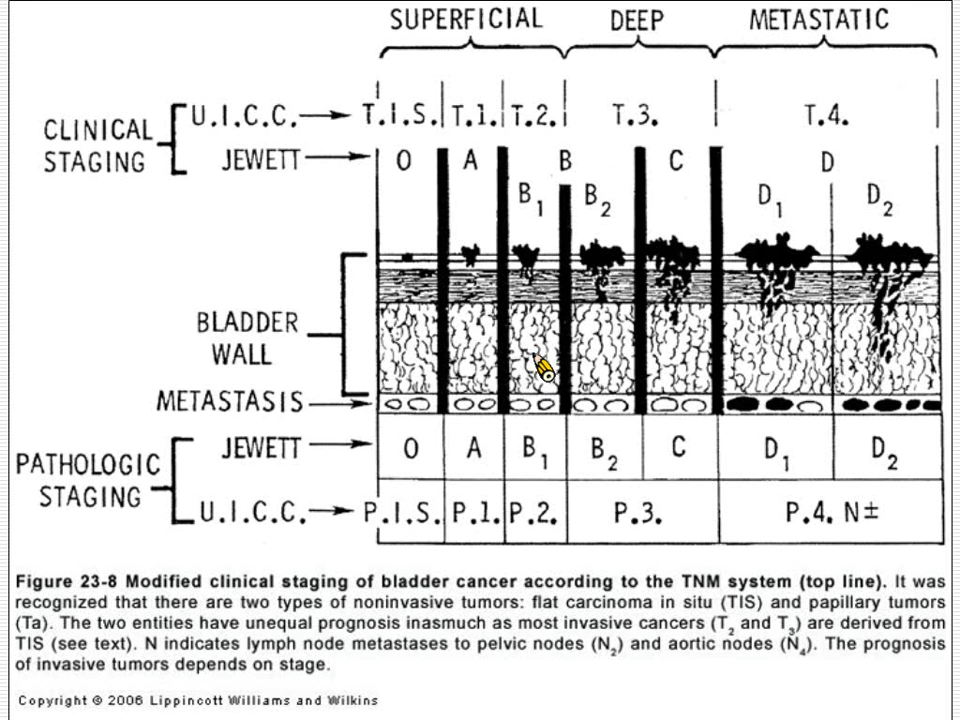 SUPERFICIAL DEEP METASTATIC
U.I.C.C. T.I.S. T.1. T.2. T.3. T.4.
CLINICAL STAGING
JEWETT O A B C D
B1 B2 D1 D2
BLADDER WALL
METASTASIS
JEWETT O A B1 B2 C D1 D2
PATHOLOGIC STAGING
U.I.C.C. P.I.S. P.1. P.2. P.3. P.4. N±
Figure 23-8 Modified clinical staging of bladder cancer according to the TNM system (top line). It was
recognized that there are two types of noninvasive tumors: flat carcinoma in situ (TIS) and papillary tumors
(Ta). The two entities have unequal prognosis inasmuch as most invasive cancers (T2 and T3) are derived from
TIS (see text). N indicates lymph node metastases to pelvic nodes (N2) and aortic nodes (N4). The prognosis
of invasive tumors depends on stage.
Copyright © 2006 Lippincott Williams and Wilkins